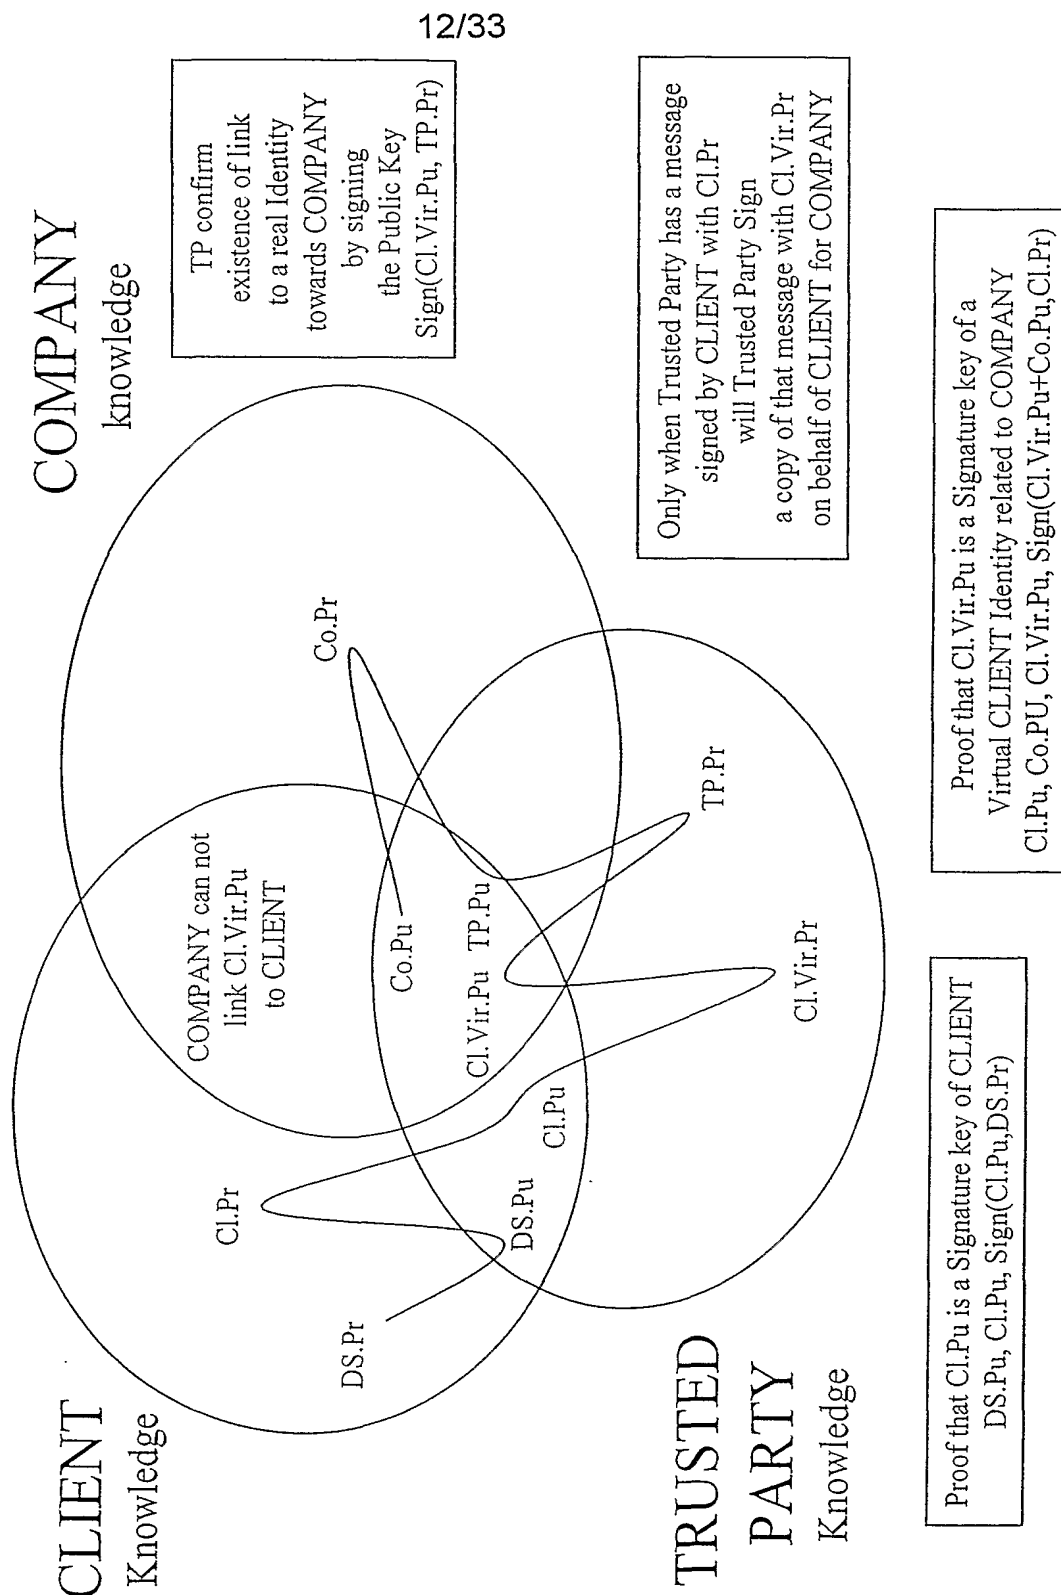 12/33
CLIENT
Knowledge
COMPANY
knowledge
TP confirm
existence of link
to a real Identity
towards COMPANY
by signing
the Public Key
Sign(Cl.Vir.Pu, TP.Pr)
COMPANY can not
link Cl.Vir.Pu
to CLIENT
Cl.Pr
DS.Pr
Co.Pr
Co.Pu
Cl.Vir.Pu TP.Pu
DS.Pu
Cl.Pu
TP.Pr
Cl.Vir.Pr
TRUSTED
PARTY
Knowledge
Only when Trusted Party has a message
signed by CLIENT with Cl.Pr
will Trusted Party Sign
a copy of that message with Cl.Vir.Pr
on behalf of CLIENT for COMPANY
Proof that Cl.Pu is a Signature key of CLIENT
DS.Pu, Cl.Pu, Sign(Cl.Pu,DS.Pr)
Proof that Cl.Vir.Pu is a Signature key of a
Virtual CLIENT Identity related to COMPANY
Cl.Pu, Co.PU, Cl.Vir.Pu, Sign(Cl.Vir.Pu+Co.Pu,Cl.Pr)